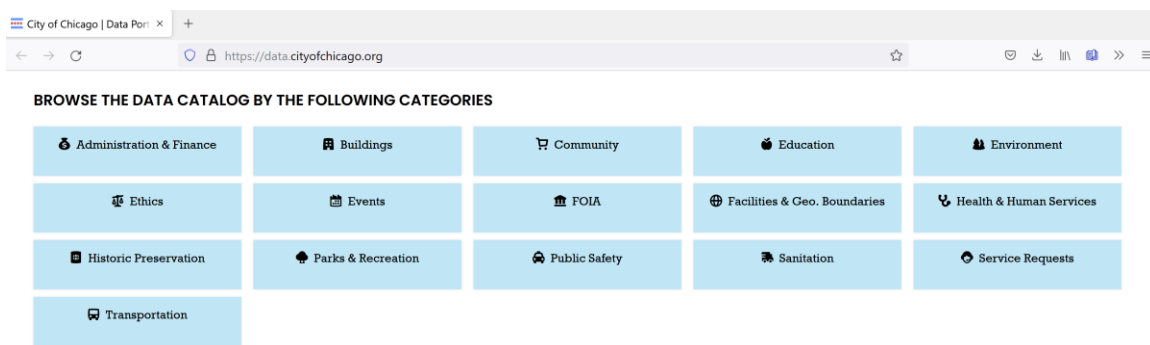 City of Chicago | Data Port
https://data.cityofchicago.org
BROWSE THE DATA CATALOG BY THE FOLLOWING CATEGORIES
Administration & Finance
Buildings
Community
Education
Environment
Ethics
Events
FOIA
Facilities & Geo. Boundaries
Health & Human Services
Historic Preservation
Parks & Recreation
Public Safety
Sanitation
Service Requests
Transportation